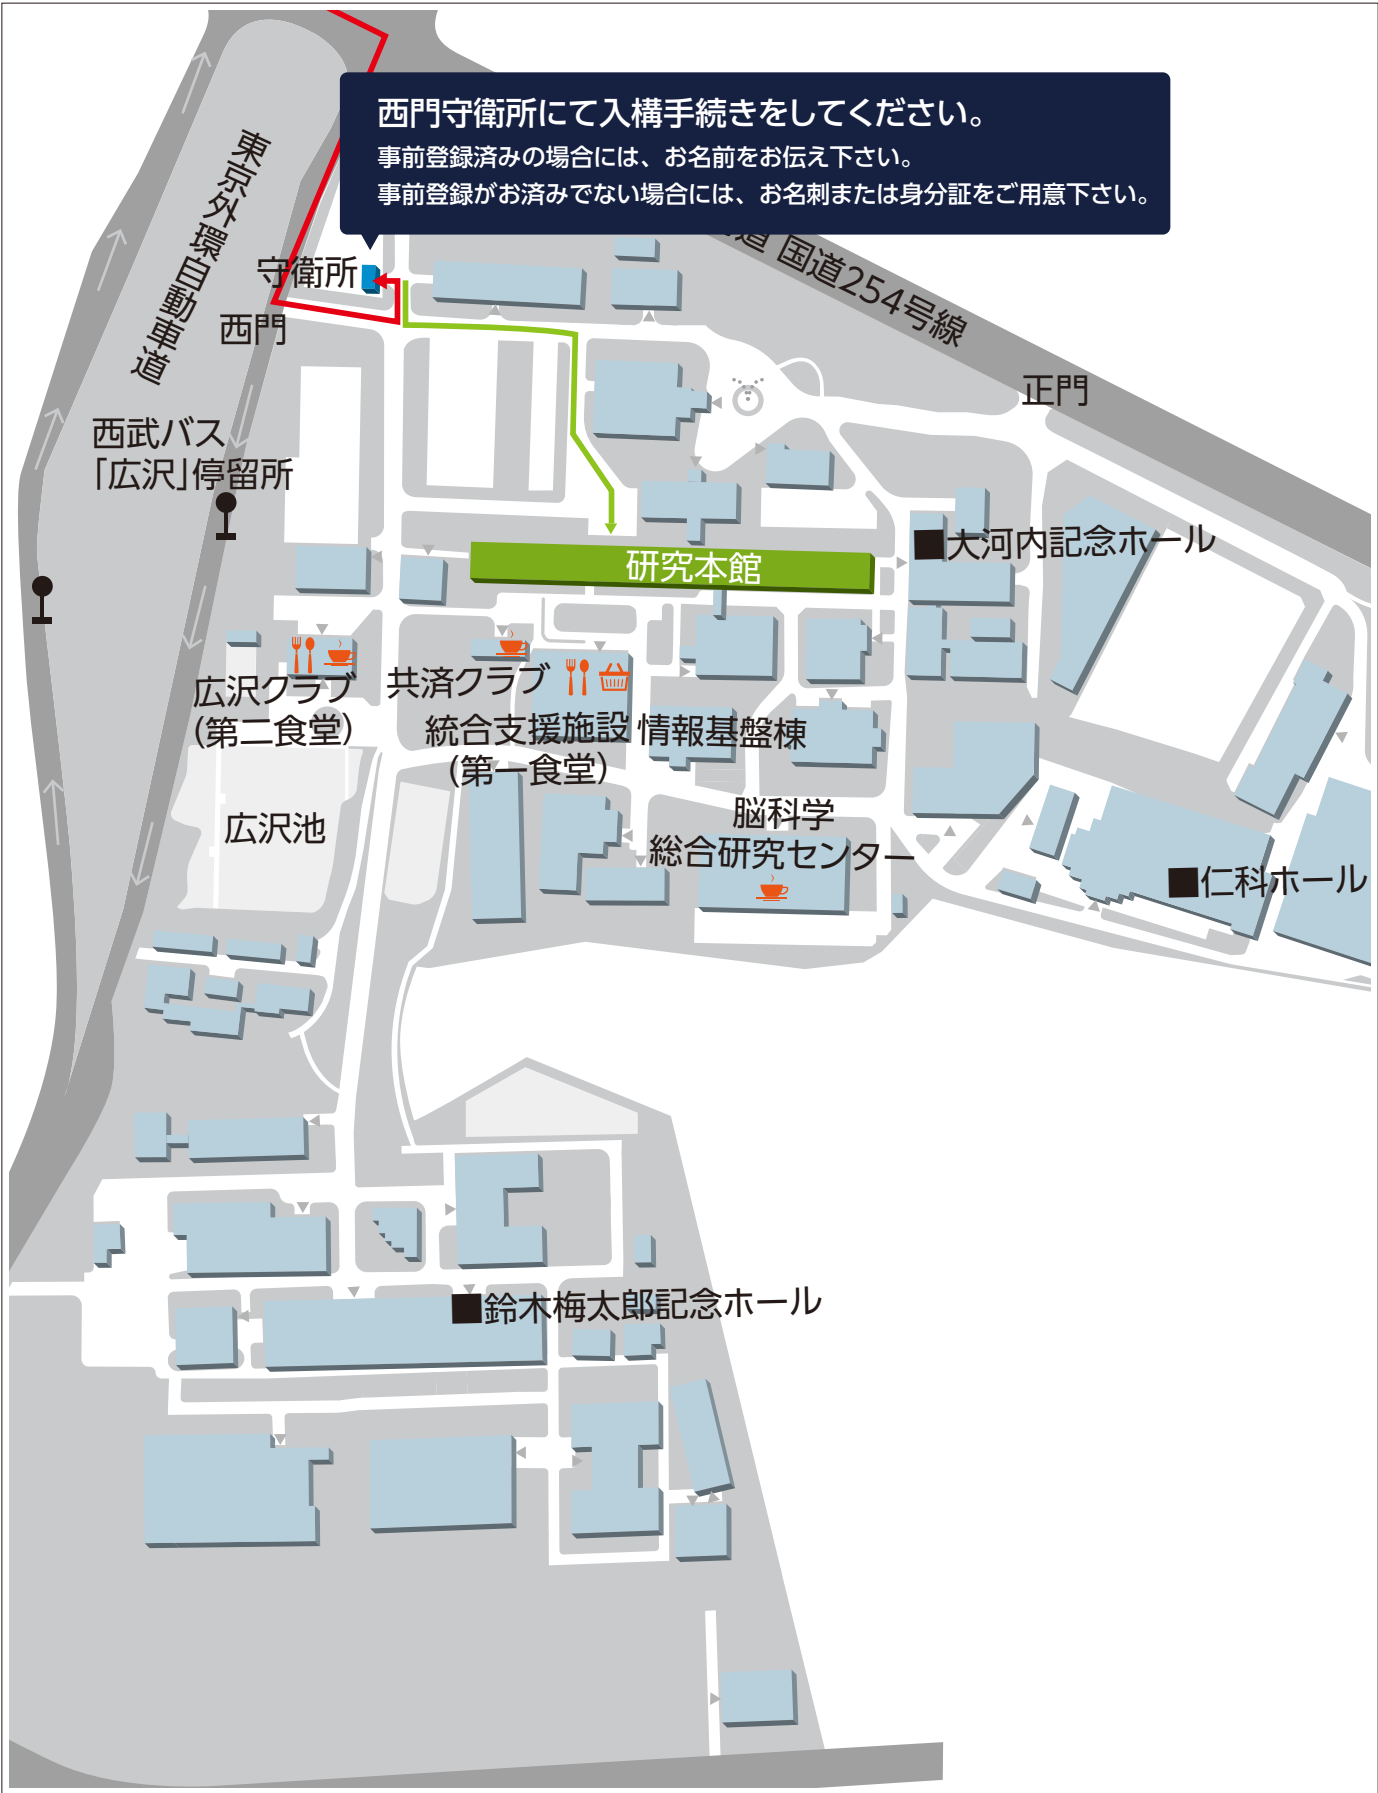 西門守衛所にて入構手続きをしてください。
事前登録済みの場合には、お名前をお伝え下さい。
事前登録がお済みでない場合には、お名刺または身分証をご用意下さい。
東京外環自動車道
道 国道254号線
守衛所
西門
正門
西武バス
「広沢」停留所
■大河内記念ホール
研究本館
広沢クラブ
(第二食堂)
共済クラブ
統合支援施設
(第一食堂)
情報基盤棟
広沢池
脳科学
総合研究センター
■仁科ホール
■鈴木梅太郎記念ホール